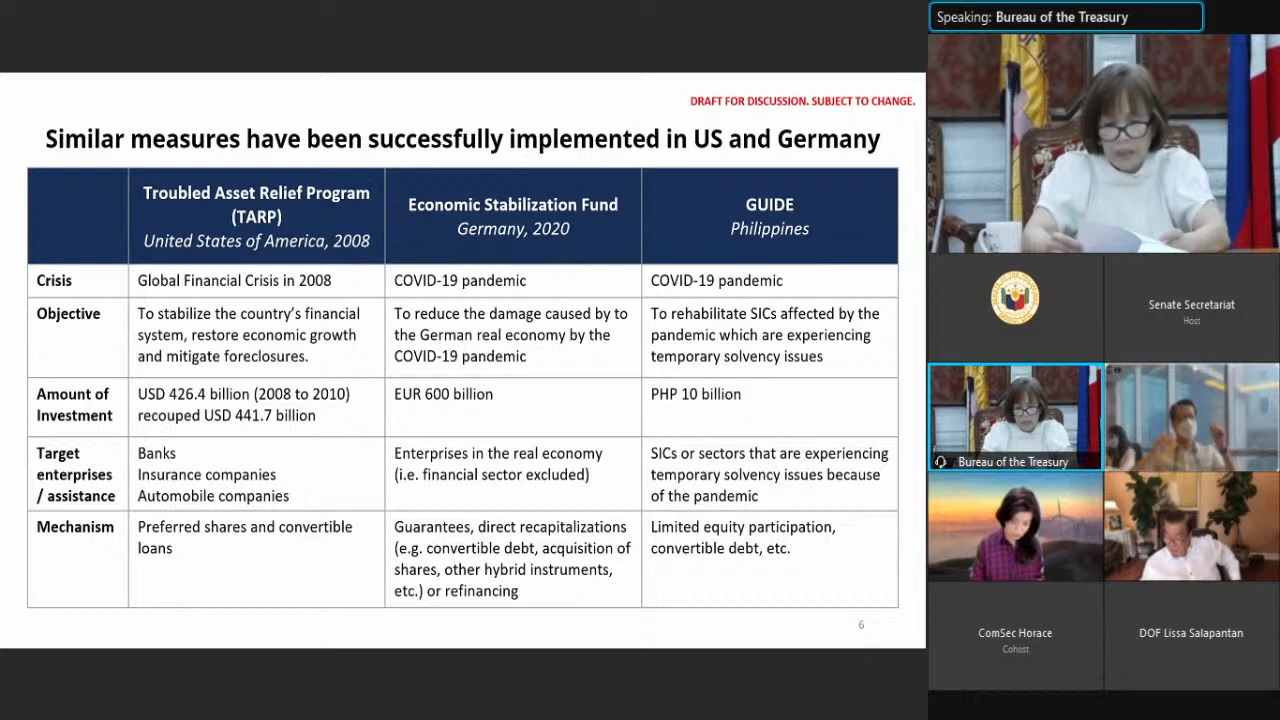 Speaking: Bureau of the Treasury
DRAFT FOR DISCUSSION. SUBJECT TO CHANGE.
Similar measures have been successfully implemented in US and Germany
Troubled Asset Relief Program
(TARP)
United States of America, 2008
Economic Stabilization Fund
Germany, 2020
GUIDE
Philippines
Crisis
Global Financial Crisis in 2008
COVID-19 pandemic
COVID-19 pandemic
Objective
To stabilize the country's financial
system, restore economic growth
and mitigate foreclosures.
To reduce the damage caused by to
the German real economy by the
COVID-19 pandemic
To rehabilitate SICs affected by the
pandemic which are experiencing
temporary solvency issues
Amount of
Investment
USD 426.4 billion (2008 to 2010)
recouped USD 441.7 billion
EUR 600 billion
PHP 10 billion
Target
enterprises
/ assistance
Banks
Insurance companies
Automobile companies
Enterprises in the real economy
(i.e. financial sector excluded)
SICs or sectors that are experiencing
temporary solvency issues because
of the pandemic
Mechanism
Preferred shares and convertible
loans
Guarantees, direct recapitalizations
(e.g. convertible debt, acquisition of
shares, other hybrid instruments,
etc.) or refinancing
Limited equity participation,
convertible debt, etc.
6
Senate Secretariat
Host
Bureau of the Treasury
ComSec Horace
Cohost
DOF Lissa Salapantan